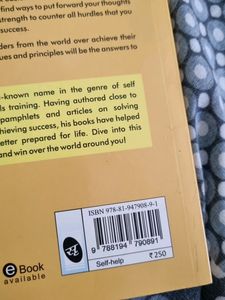 find ways to put forward your thoughts
strength to counter all hurdles that you
success.
ders from the world over achieve their
ues and principles will be the answers to
-known name in the genre of self
ls training. Having authored close to
pamphlets and articles on solving
hieving success, his books have helped
etter prepared for life. Dive into this
and win over the world around you!
ISBN 978-81-947908-9-1
9 788194 790891
Self-help
₹250
e Book
available